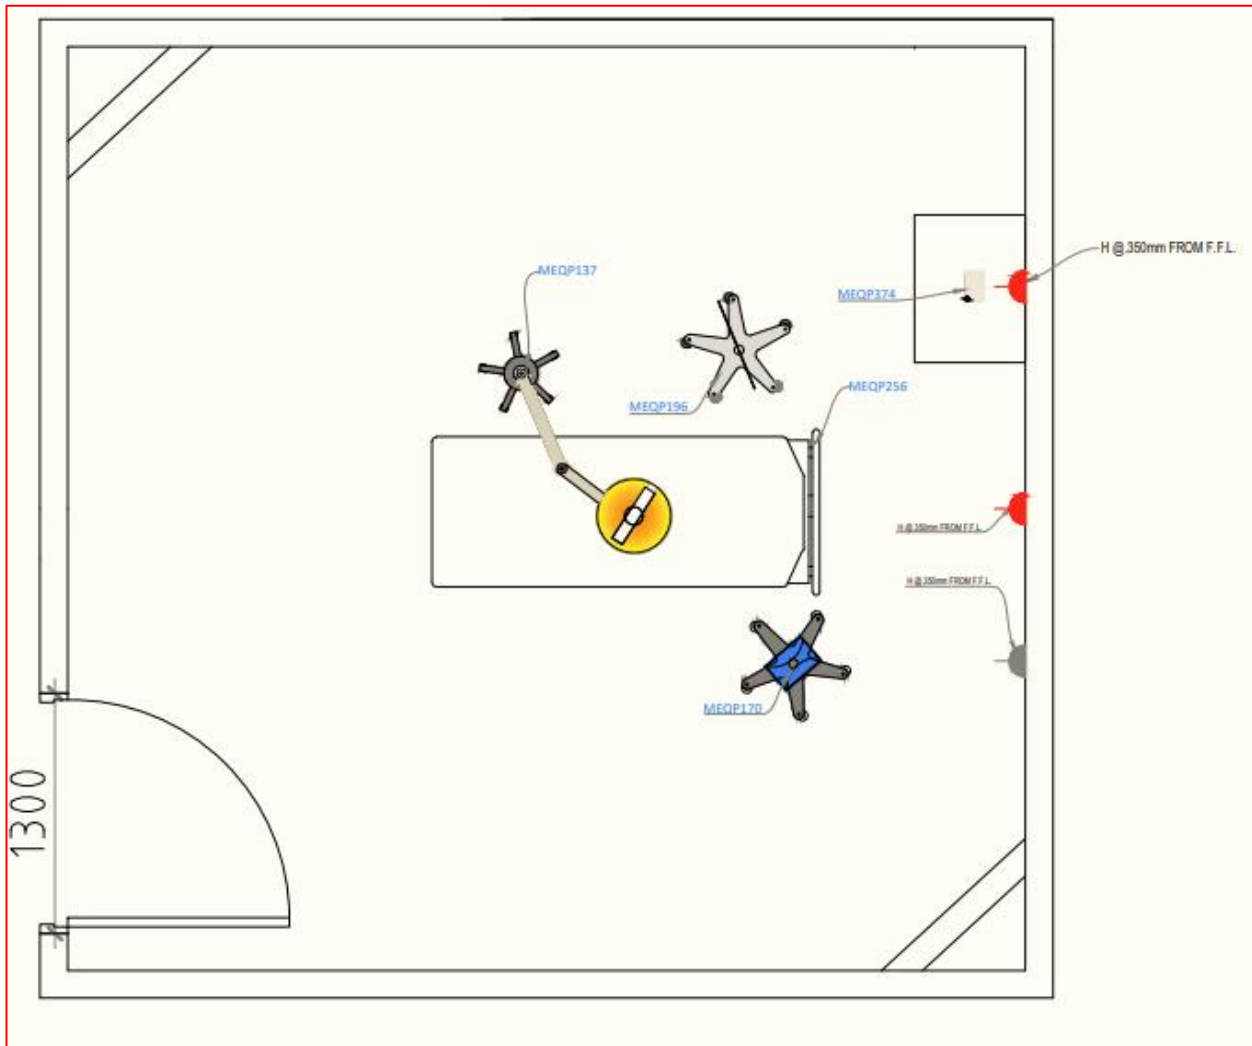 H @.350mm FROM F.F.L.
MEQP137
MEQP374
MEQP256
MEQP196
H @.350mm FROM F.F.L.
H @.350mm FROM F.F.L.
MEQP170
1300